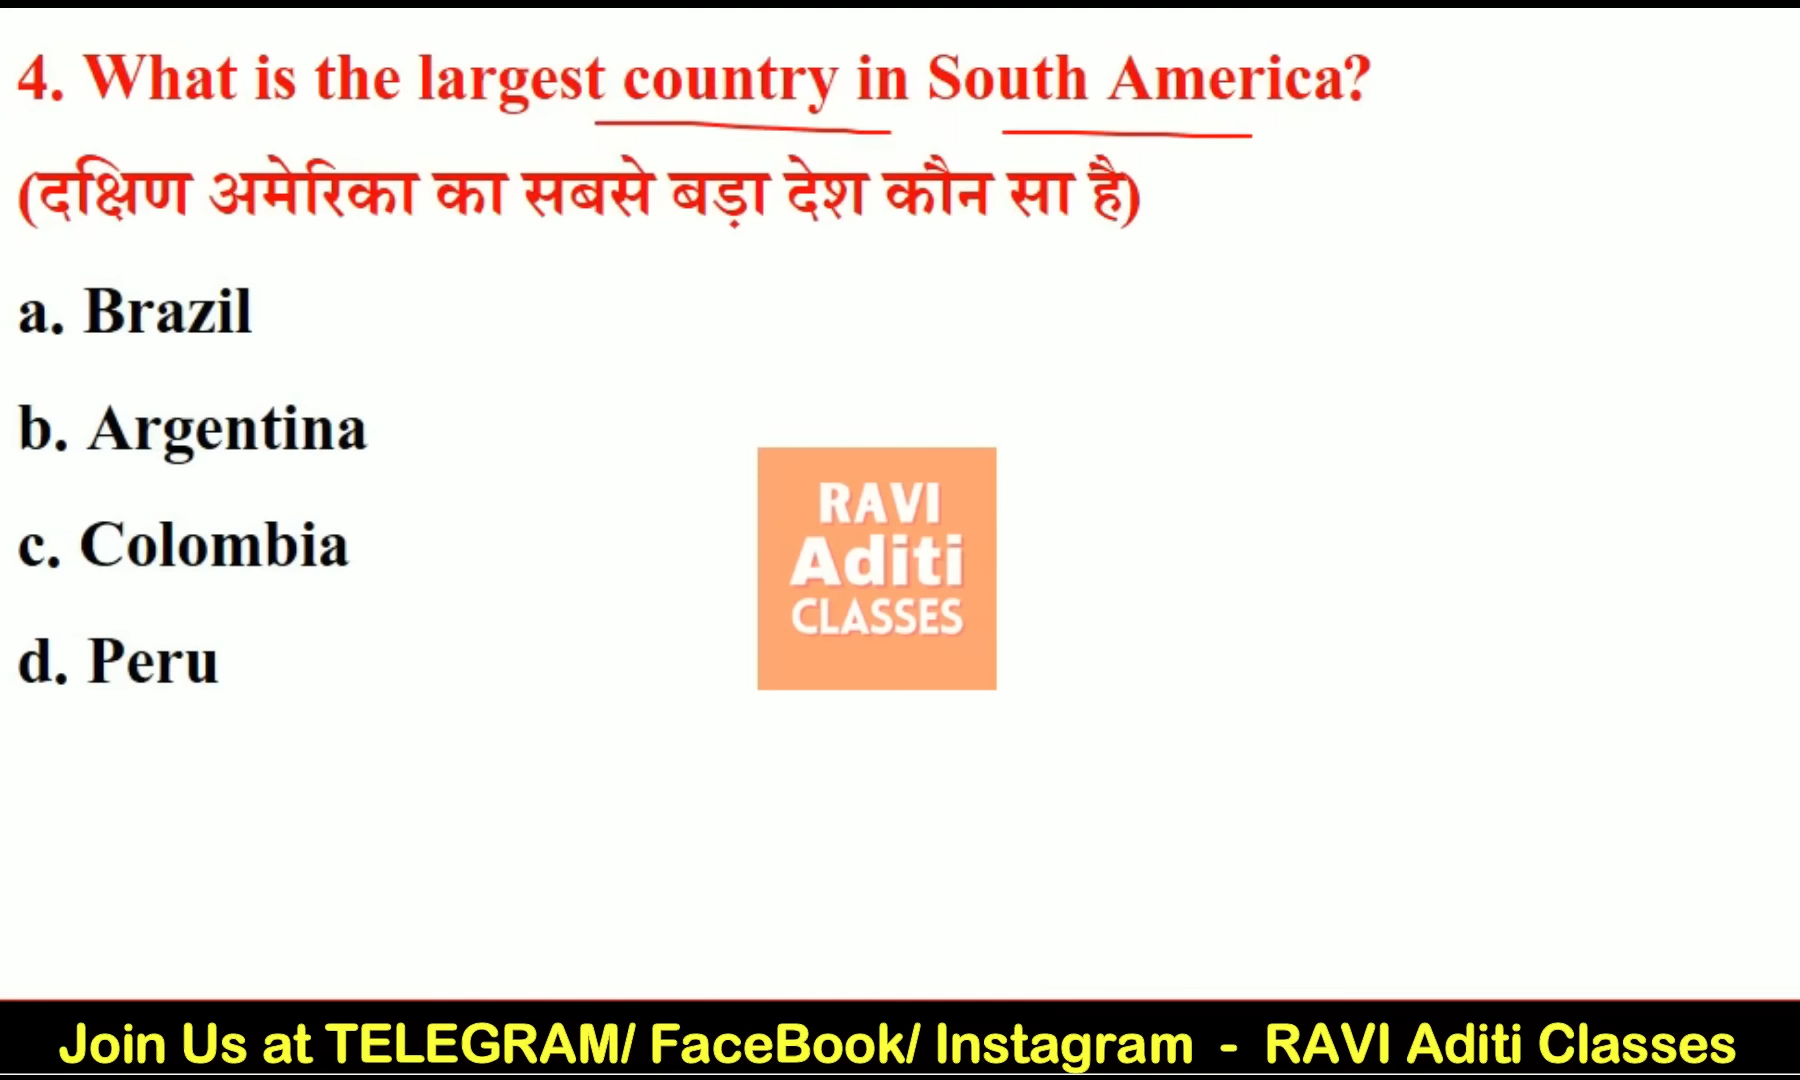 4. What is the largest country in South America?
(दक्षिण अमेरिका का सबसे बड़ा देश कौन सा है)
a. Brazil
b. Argentina
c. Colombia
d. Peru
RAVI
Aditi
CLASSES
Join Us at TELEGRAM/ FaceBook/ Instagram - RAVI Aditi Classes